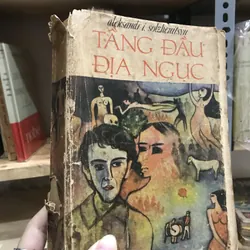 aleksandr i. solzhenitsyn
TẦNG ĐẦU
ĐỊA NGỤC